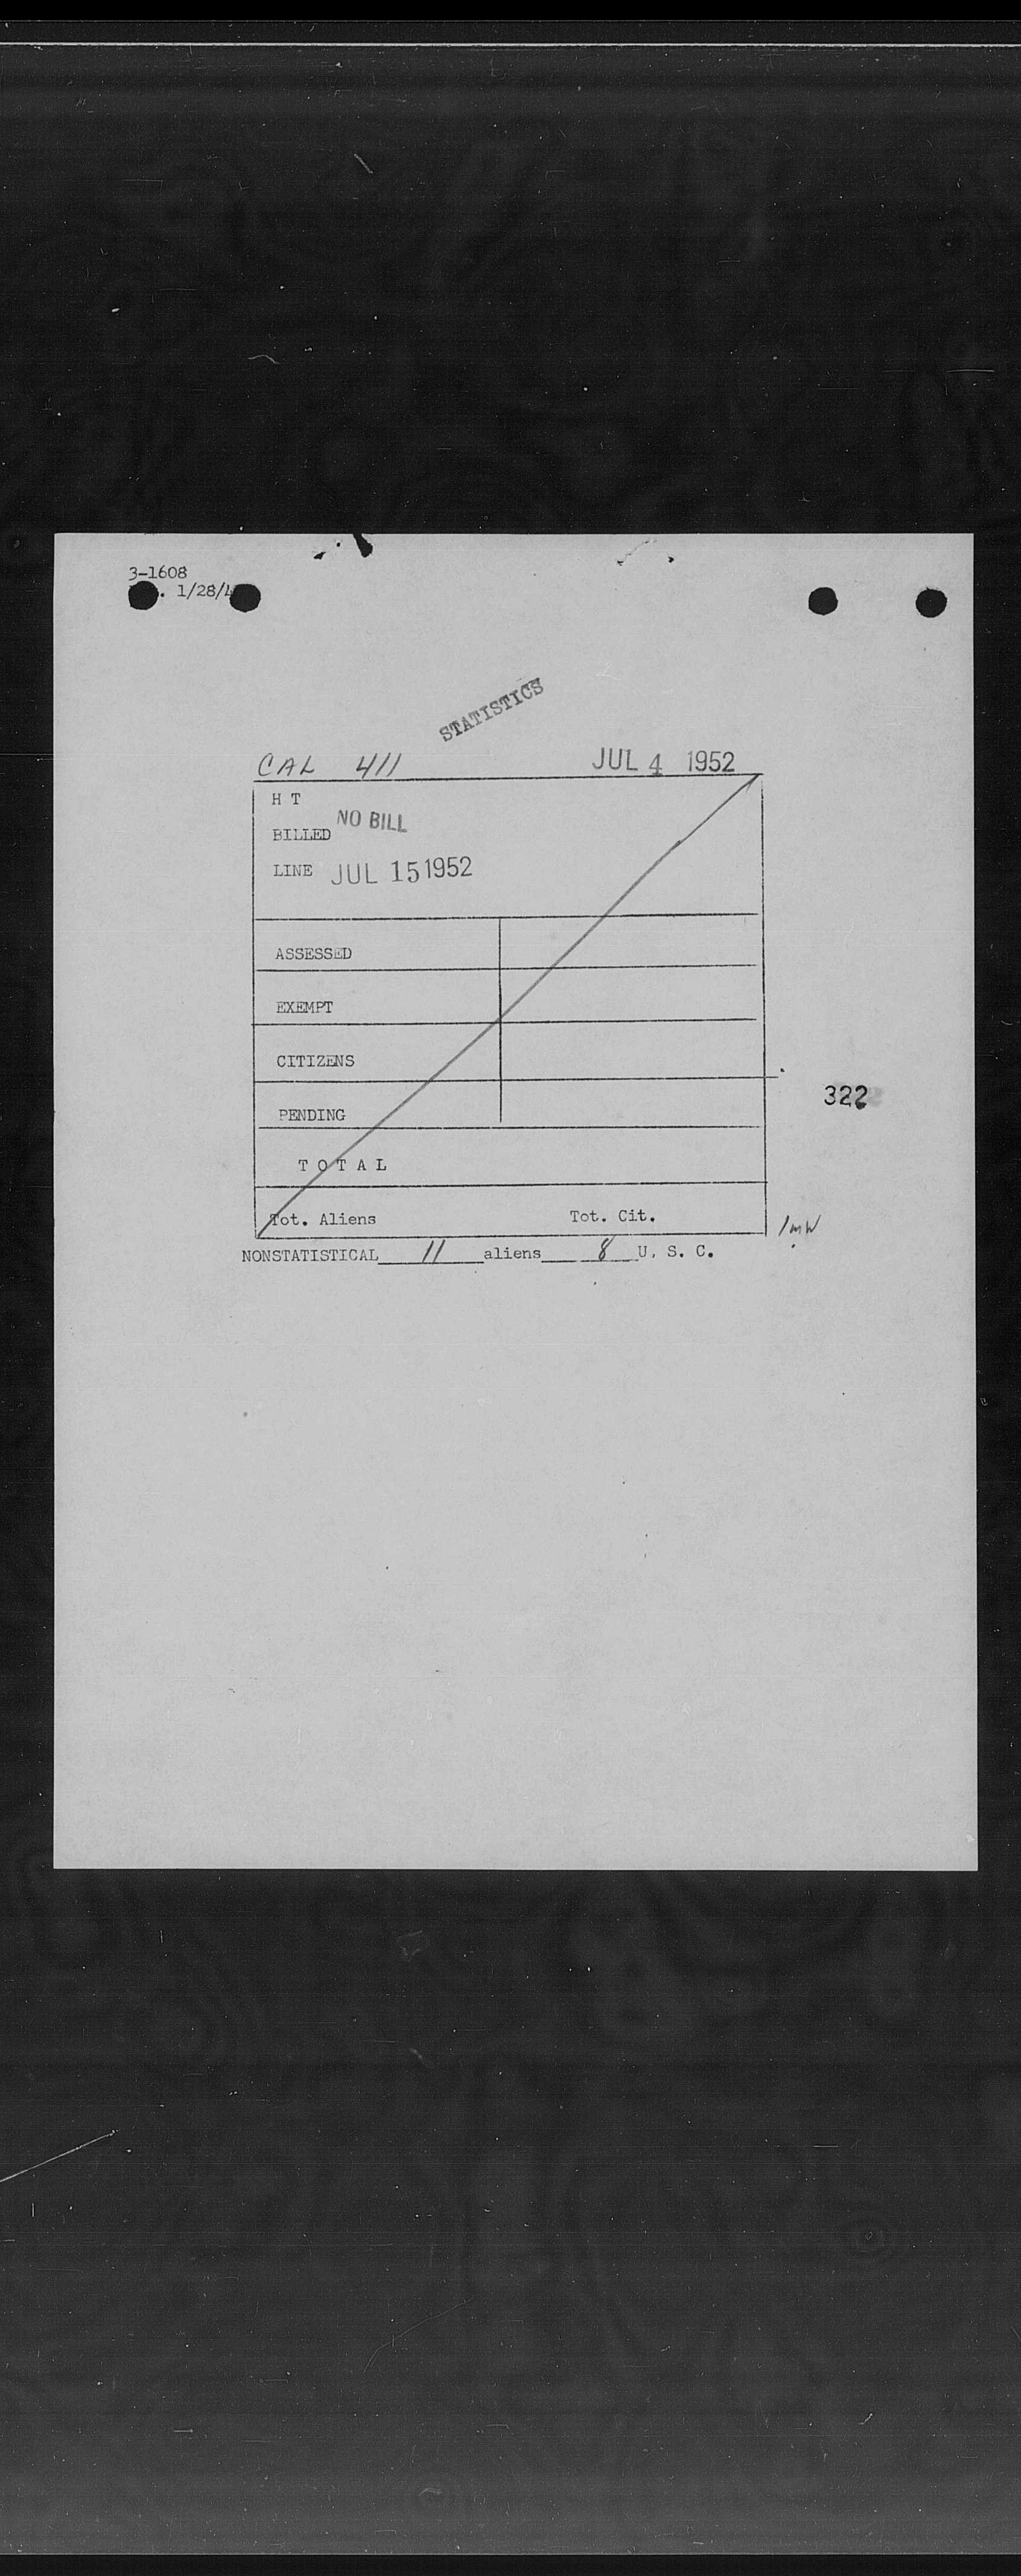 3-1608
. 1/28/4
STATISTICS
CAL 411 JUL 4 1952
H T
BILLED NO BILL
LINE JUL 15 1952
ASSESSED
EXEMPT
CITIZENS
322
PENDING
T O T A L
Tot. Aliens Tot. Cit.
NONSTATISTICAL 11 aliens 8 U. S. C.